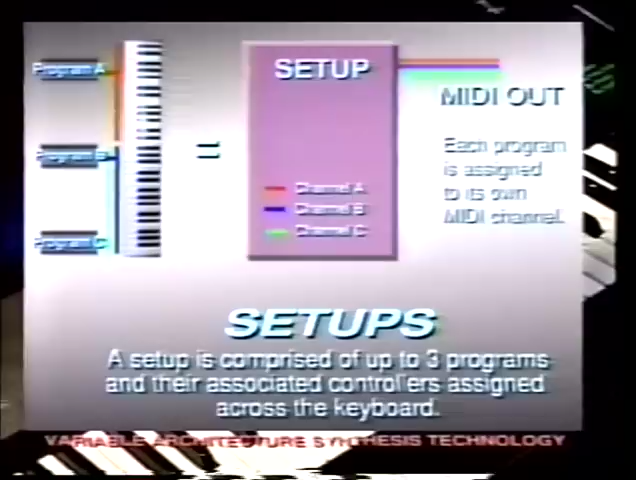 Program A
Program B
Program C
=
SETUP
Channel A
Channel B
Channel C
MIDI OUT
Each program
is assigned
to its own
MIDI channel.
SETUPS
A setup is comprised of up to 3 programs
and their associated controllers assigned
across the keyboard.
VARIABLE ARCHITECTURE SYNTHESIS TECHNOLOGY